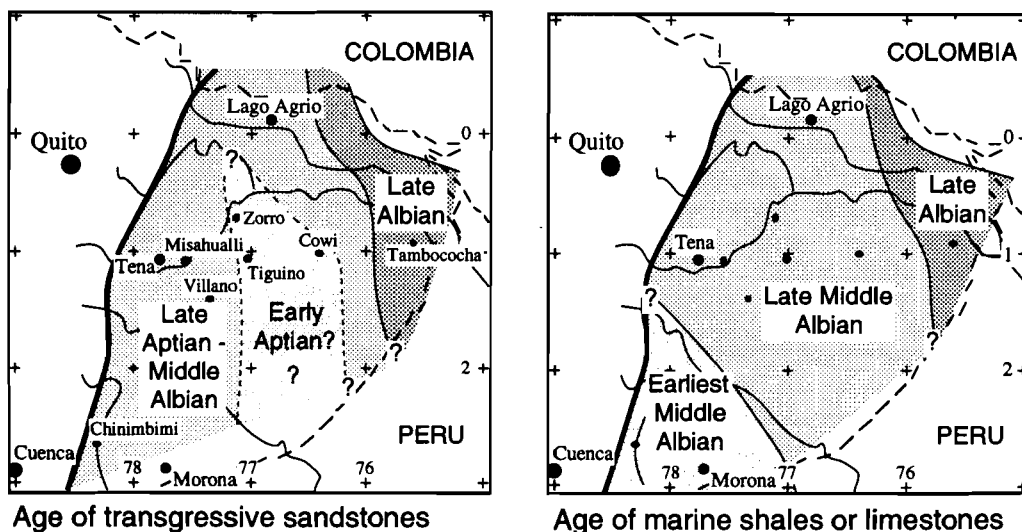 COLOMBIA
Lago Agrio
Quito
0
?
Late
Albian
Zorro
Misahualli
Cowi
Tena
Tiguino
Tambococha
Villano
Late
Aptian -
Middle
Albian
Early
Aptian?
?
?
?
2
Chinimbimi
PERU
Cuenca
78
77
76
Morona
Age of transgressive sandstones
COLOMBIA
Lago Agrio
Quito
0
Late
Albian
Tena
1
?
Late Middle
Albian
?
2
Earliest
Middle
Albian
PERU
Cuenca
78
77
76
Morona
Age of marine shales or limestones